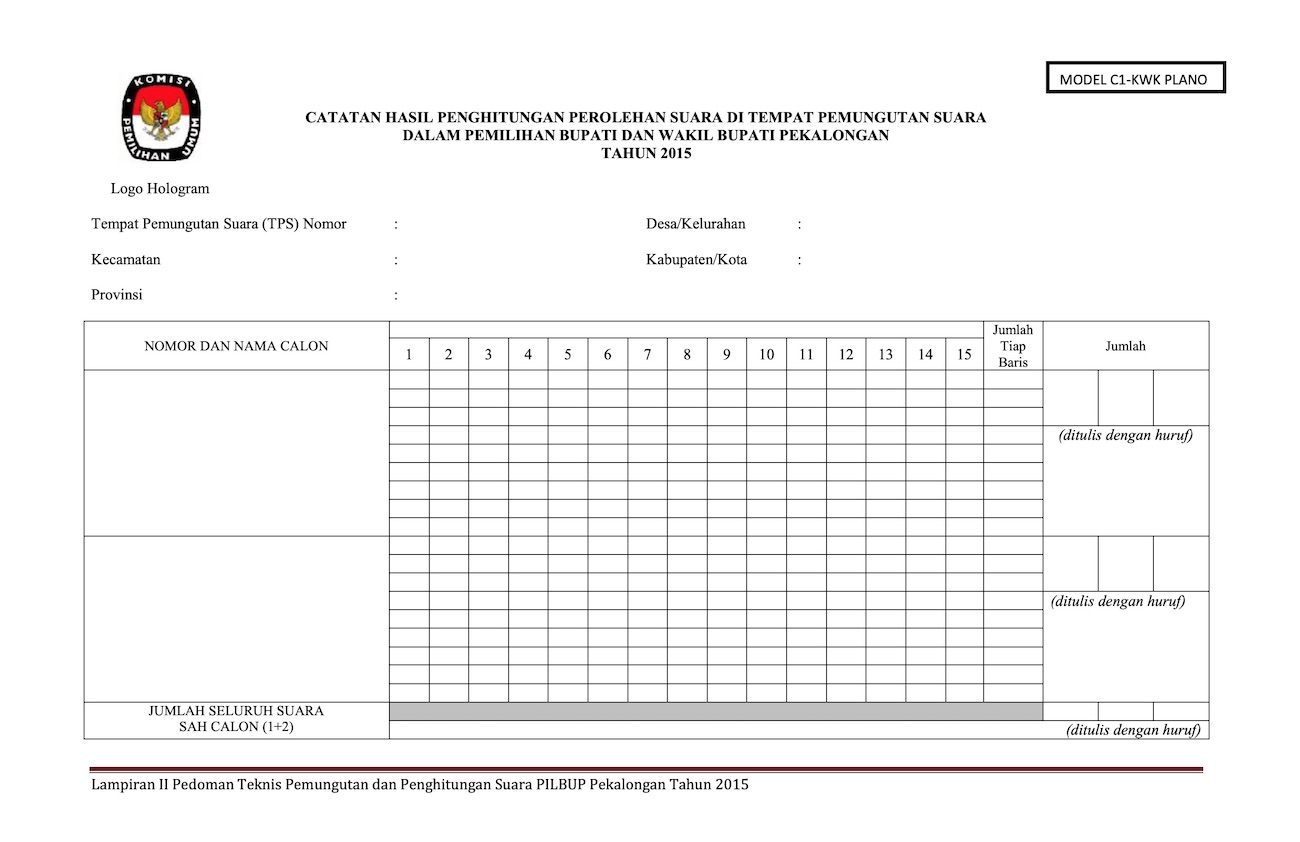 MODEL C1-KWK PLANO
KOMISI
PEMILIHAN UMUM
CATATAN HASIL PENGHITUNGAN PEROLEHAN SUARA DI TEMPAT PEMUNGUTAN SUARA
DALAM PEMILIHAN BUPATI DAN WAKIL BUPATI PEKALONGAN
TAHUN 2015
Logo Hologram
Tempat Pemungutan Suara (TPS) Nomor : Desa/Kelurahan :
Kecamatan : Kabupaten/Kota :
Provinsi :
NOMOR DAN NAMA CALON
1 2 3 4 5 6 7 8 9 10 11 12 13 14 15
Jumlah
Tiap
Baris
Jumlah
(ditulis dengan huruf)
(ditulis dengan huruf)
JUMLAH SELURUH SUARA
SAH CALON (1+2)
(ditulis dengan huruf)
Lampiran II Pedoman Teknis Pemungutan dan Penghitungan Suara PILBUP Pekalongan Tahun 2015